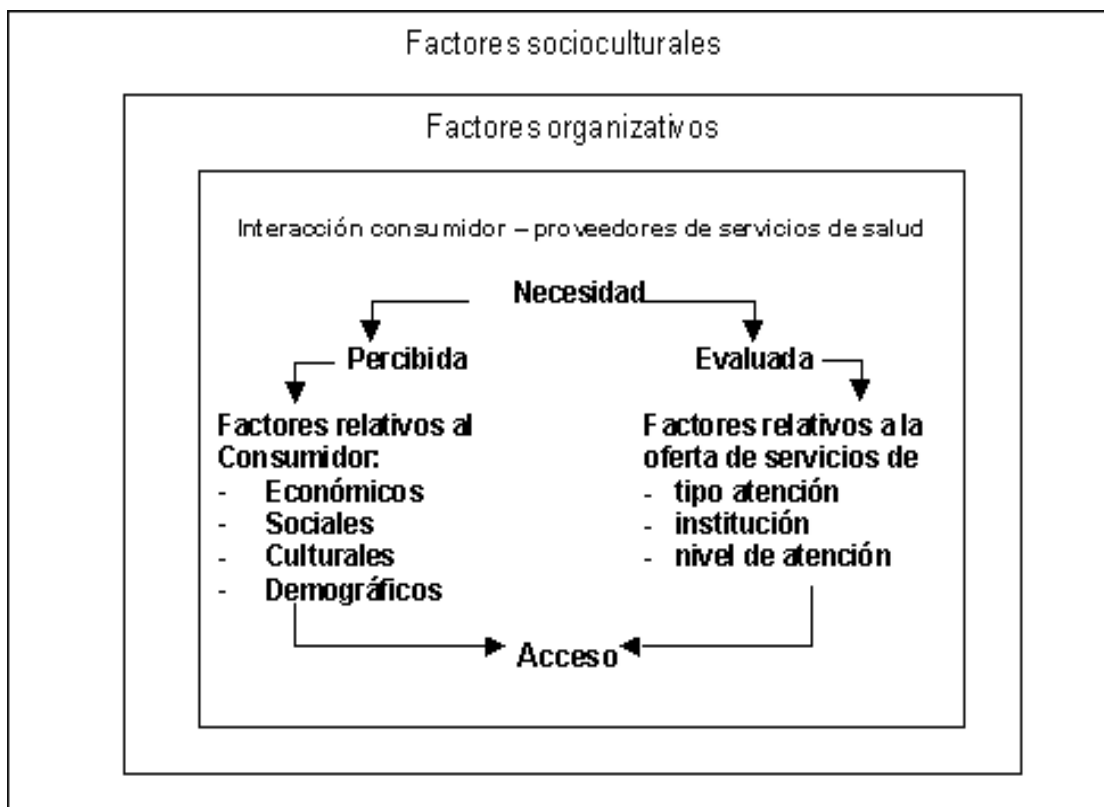 Factores socioculturales
Factores organizativos
Interacción consumidor – proveedores de servicios de salud
Necesidad
Percibida
Evaluada
Factores relativos al
Consumidor:
- Económicos
- Sociales
- Culturales
- Demográficos
Factores relativos a la
oferta de servicios de
- tipo atención
- institución
- nivel de atención
Acceso